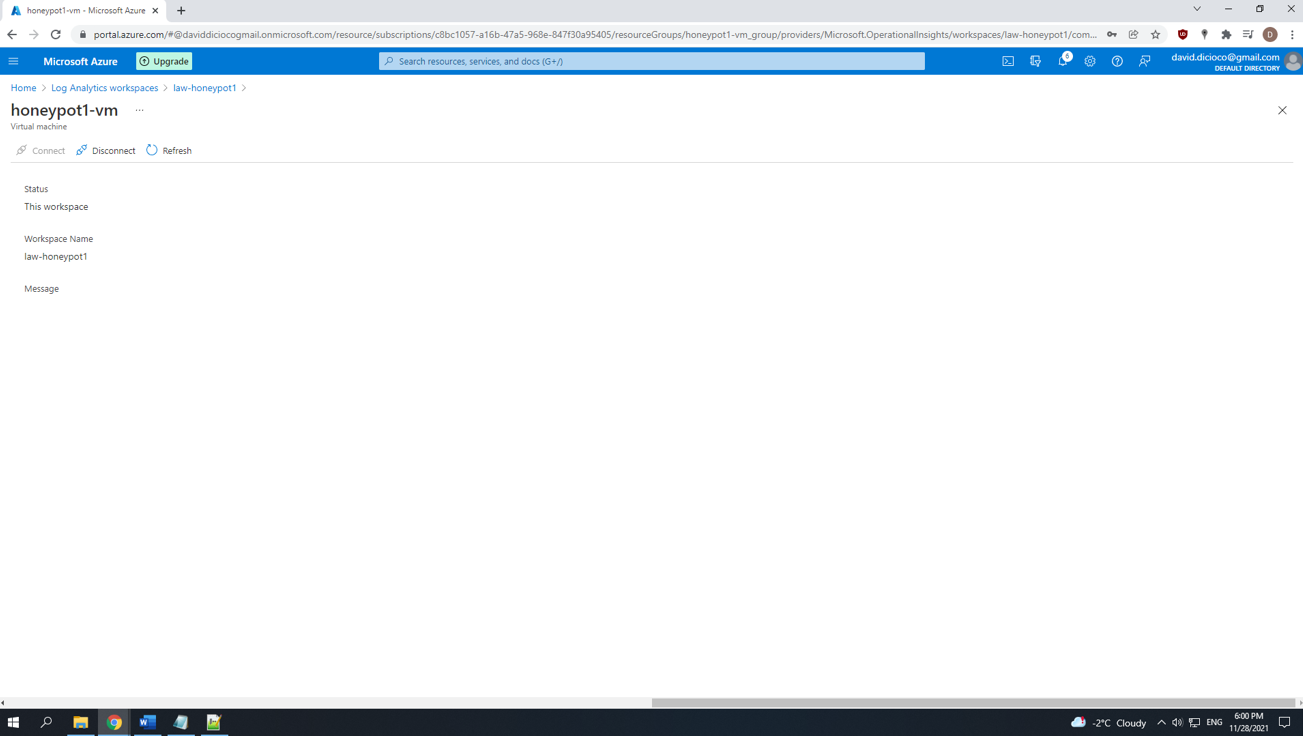 honeypot1-vm - Microsoft Azure
portal.azure.com/#@daviddiciocogmail.onmicrosoft.com/resource/subscriptions/c8bc1057-a16b-47a5-968e-847f30a95405/resourceGroups/honeypot1-vm_group/providers/Microsoft.OperationalInsights/workspaces/law-honeypot1/com...
D
Microsoft Azure
Upgrade
Search resources, services, and docs (G+/)
6
david.dicioco@gmail.com
DEFAULT DIRECTORY
Home > Log Analytics workspaces > law-honeypot1 >
honeypot1-vm ...
Virtual machine
Connect Disconnect Refresh
Status
This workspace
Workspace Name
law-honeypot1
Message
-2°C Cloudy
ENG
6:00 PM
11/28/2021